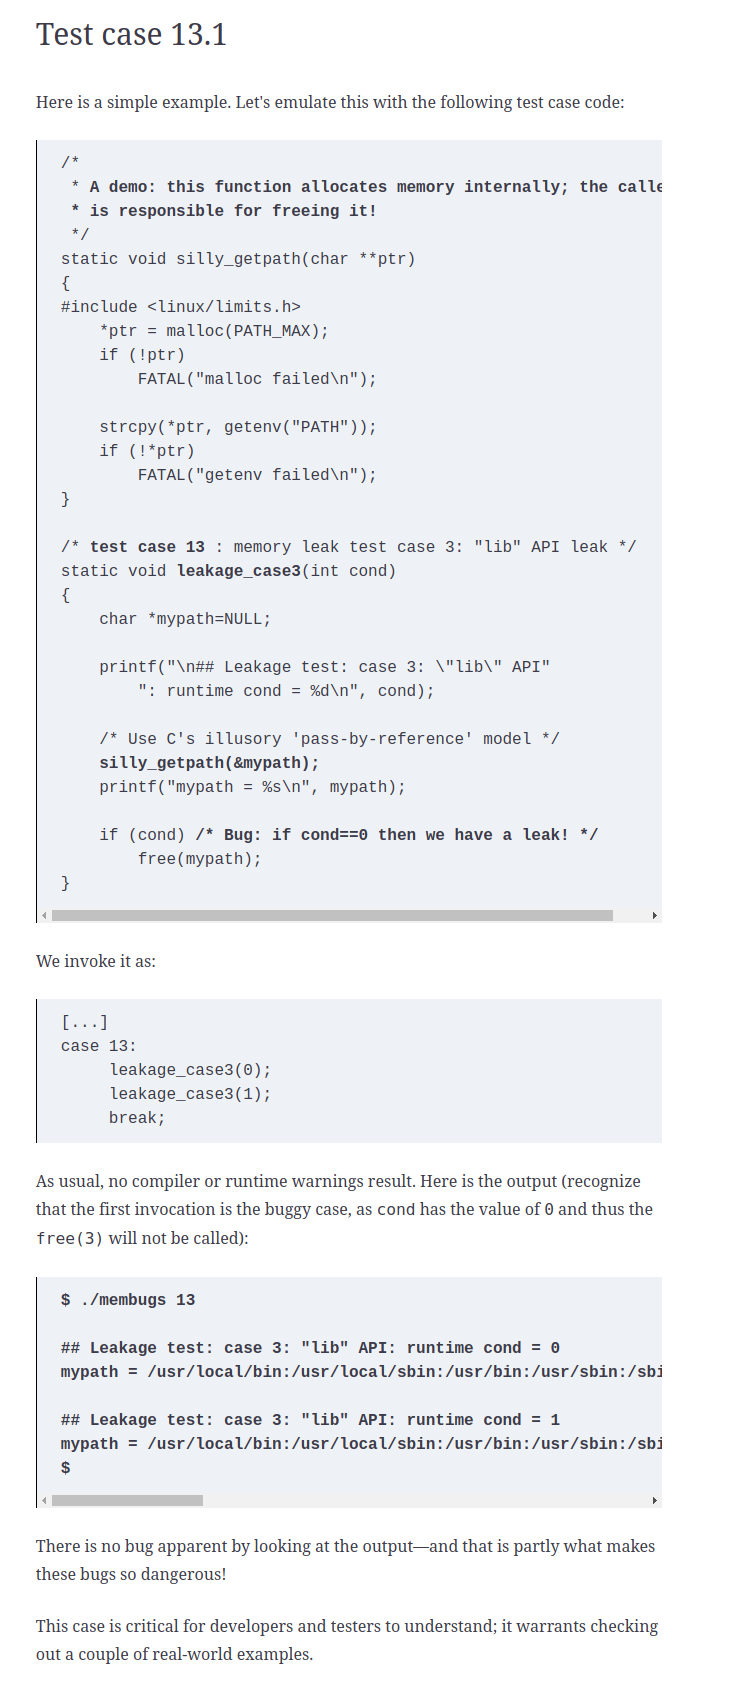 Test case 13.1
Here is a simple example. Let's emulate this with the following test case code:
/*
 * A demo: this function allocates memory internally; the calle
 * is responsible for freeing it!
 */
static void silly_getpath(char **ptr)
{
#include <linux/limits.h>
    *ptr = malloc(PATH_MAX);
    if (!ptr)
        FATAL("malloc failed\n");

    strcpy(*ptr, getenv("PATH"));
    if (!*ptr)
        FATAL("getenv failed\n");
}

/* test case 13 : memory leak test case 3: "lib" API leak */
static void leakage_case3(int cond)
{
    char *mypath=NULL;

    printf("\n## Leakage test: case 3: \"lib\" API"
        ": runtime cond = %d\n", cond);

    /* Use C's illusory 'pass-by-reference' model */
    silly_getpath(&mypath);
    printf("mypath = %s\n", mypath);

    if (cond) /* Bug: if cond==0 then we have a leak! */
        free(mypath);
}
We invoke it as:
[...]
case 13:
     leakage_case3(0);
     leakage_case3(1);
     break;
As usual, no compiler or runtime warnings result. Here is the output (recognize
that the first invocation is the buggy case, as cond has the value of 0 and thus the
free(3) will not be called):
$ ./membugs 13

## Leakage test: case 3: "lib" API: runtime cond = 0
mypath = /usr/local/bin:/usr/local/sbin:/usr/bin:/usr/sbin:/sbi

## Leakage test: case 3: "lib" API: runtime cond = 1
mypath = /usr/local/bin:/usr/local/sbin:/usr/bin:/usr/sbin:/sbi
$
There is no bug apparent by looking at the output—and that is partly what makes
these bugs so dangerous!
This case is critical for developers and testers to understand; it warrants checking
out a couple of real-world examples.